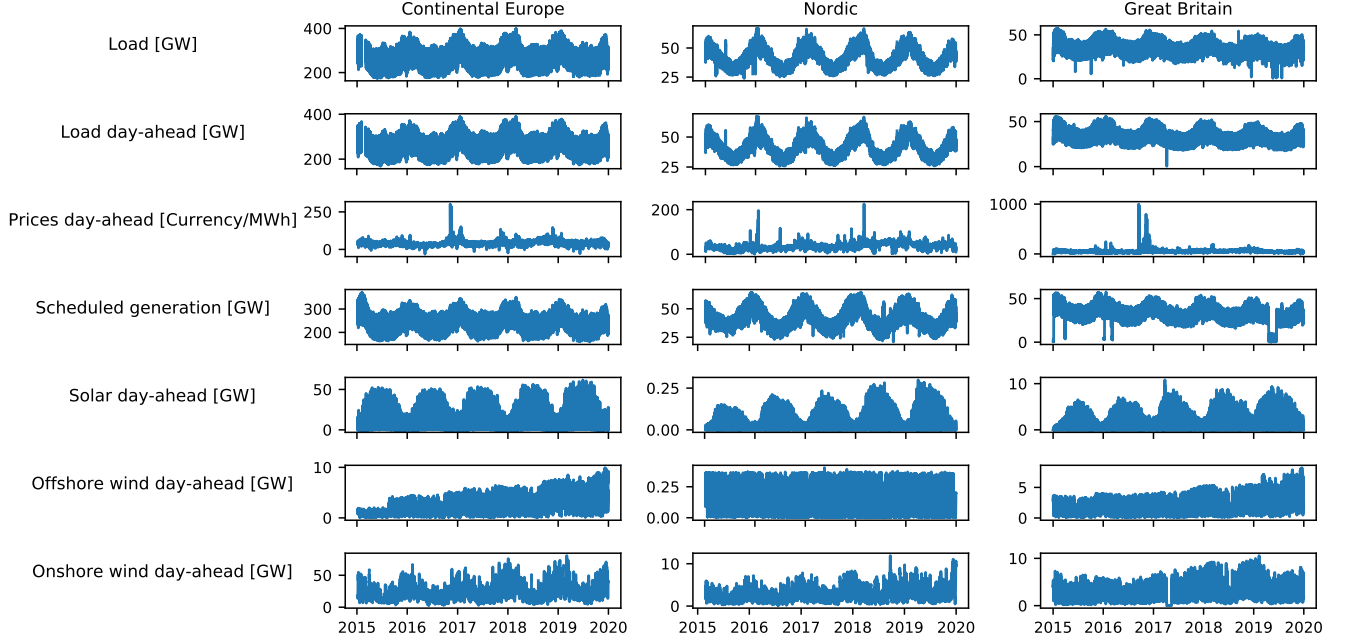 Continental Europe Nordic Great Britain
Load [GW] 400 200 50 25 50 0
Load day-ahead [GW] 400 200 50 25 50 0
Prices day-ahead [Currency/MWh] 250 0 200 0 1000 0
Scheduled generation [GW] 300 200 50 25 50 0
Solar day-ahead [GW] 50 0 0.25 0.00 10 0
Offshore wind day-ahead [GW] 10 0 0.25 0.00 5 0
Onshore wind day-ahead [GW] 50 0 10 0 10 0
2015 2016 2017 2018 2019 2020 2015 2016 2017 2018 2019 2020 2015 2016 2017 2018 2019 2020